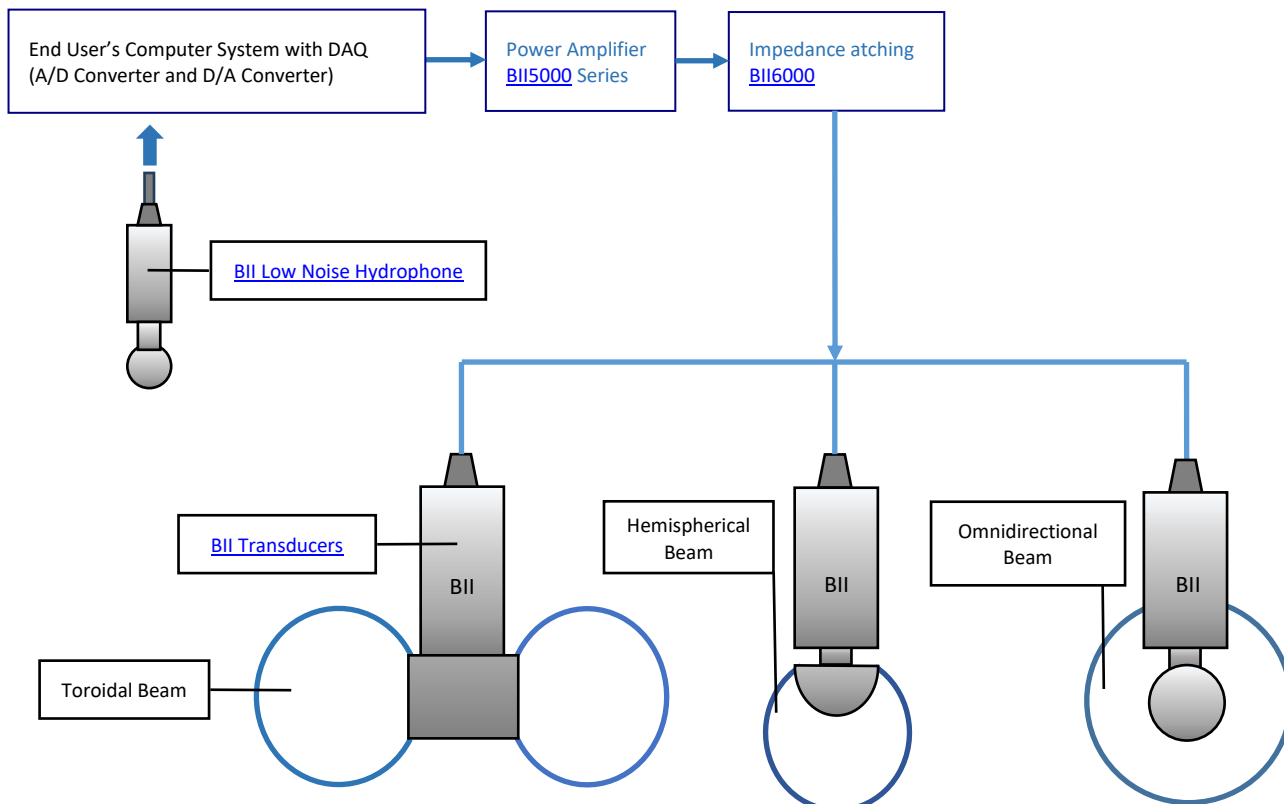 End User’s Computer System with DAQ
(A/D Converter and D/A Converter)
Power Amplifier
BII5000 Series
Impedance atching
BII6000
BII Low Noise Hydrophone
BII Transducers
BII
Hemispherical
Beam
BII
Omnidirectional
Beam
BII
Toroidal Beam